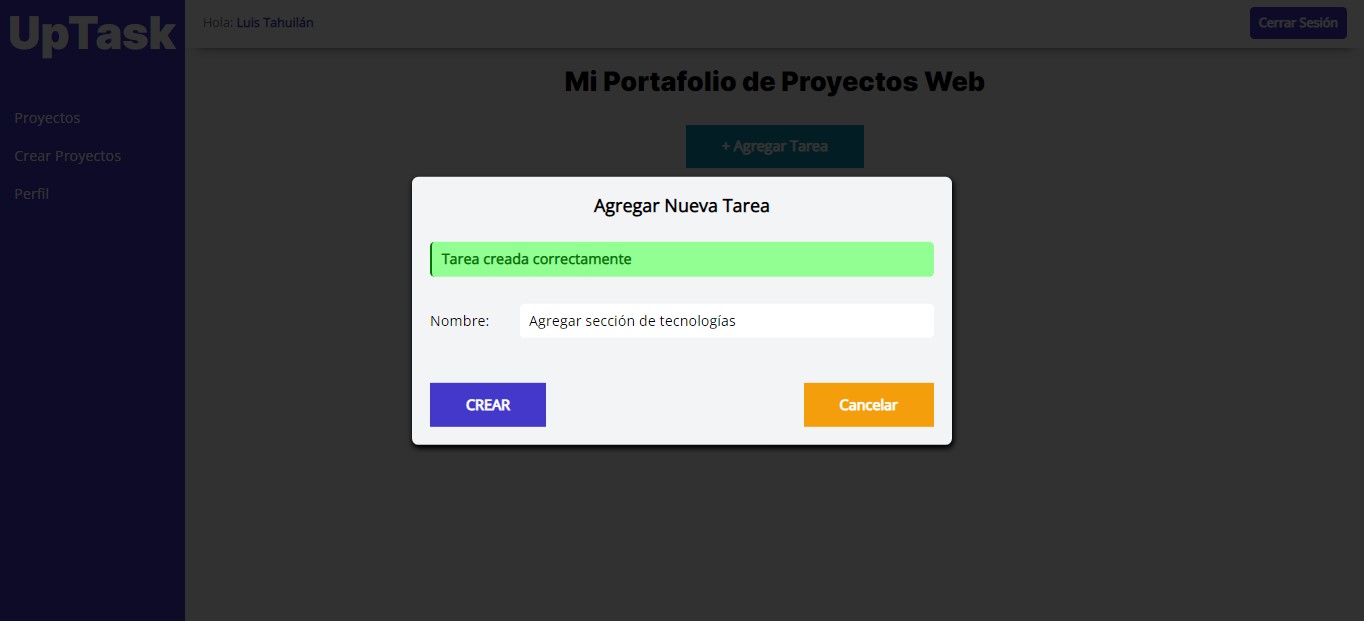 UpTask
Hola: Luis Tahuilán
Cerrar Sesión
Proyectos
Crear Proyectos
Perfil
Mi Portafolio de Proyectos Web
+ Agregar Tarea
Agregar Nueva Tarea
Tarea creada correctamente
Nombre: Agregar sección de tecnologías
CREAR
Cancelar